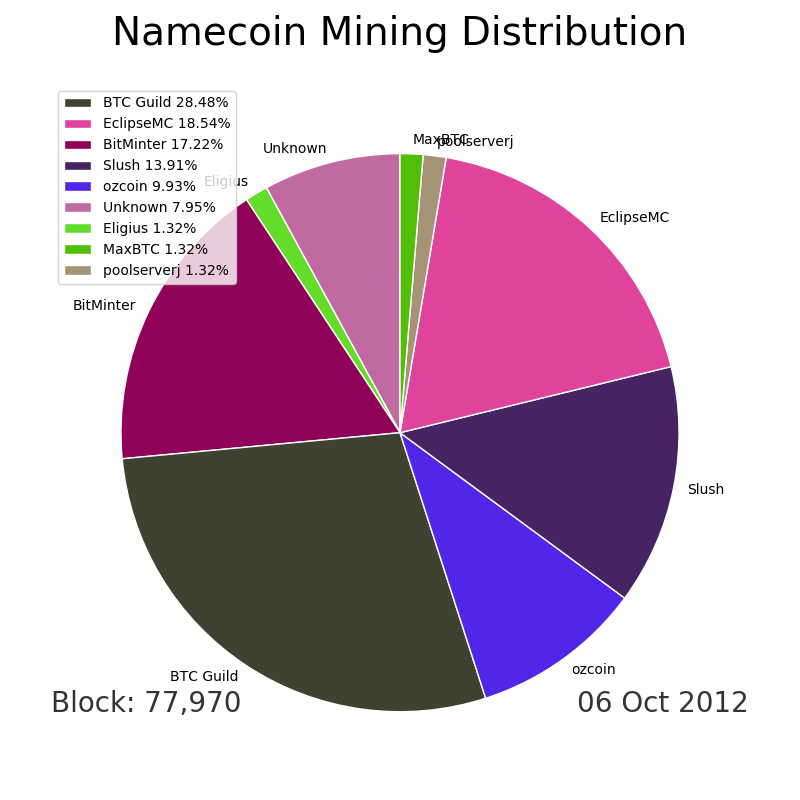 Namecoin Mining Distribution
BTC Guild 28.48%
EclipseMC 18.54%
BitMinter 17.22%
Slush 13.91%
ozcoin 9.93%
Unknown 7.95%
Eligius 1.32%
MaxBTC 1.32%
poolserverj 1.32%
MaxBTC
poolserverj
Unknown
Eligius
EclipseMC
BitMinter
Slush
ozcoin
BTC Guild
Block: 77,970
06 Oct 2012